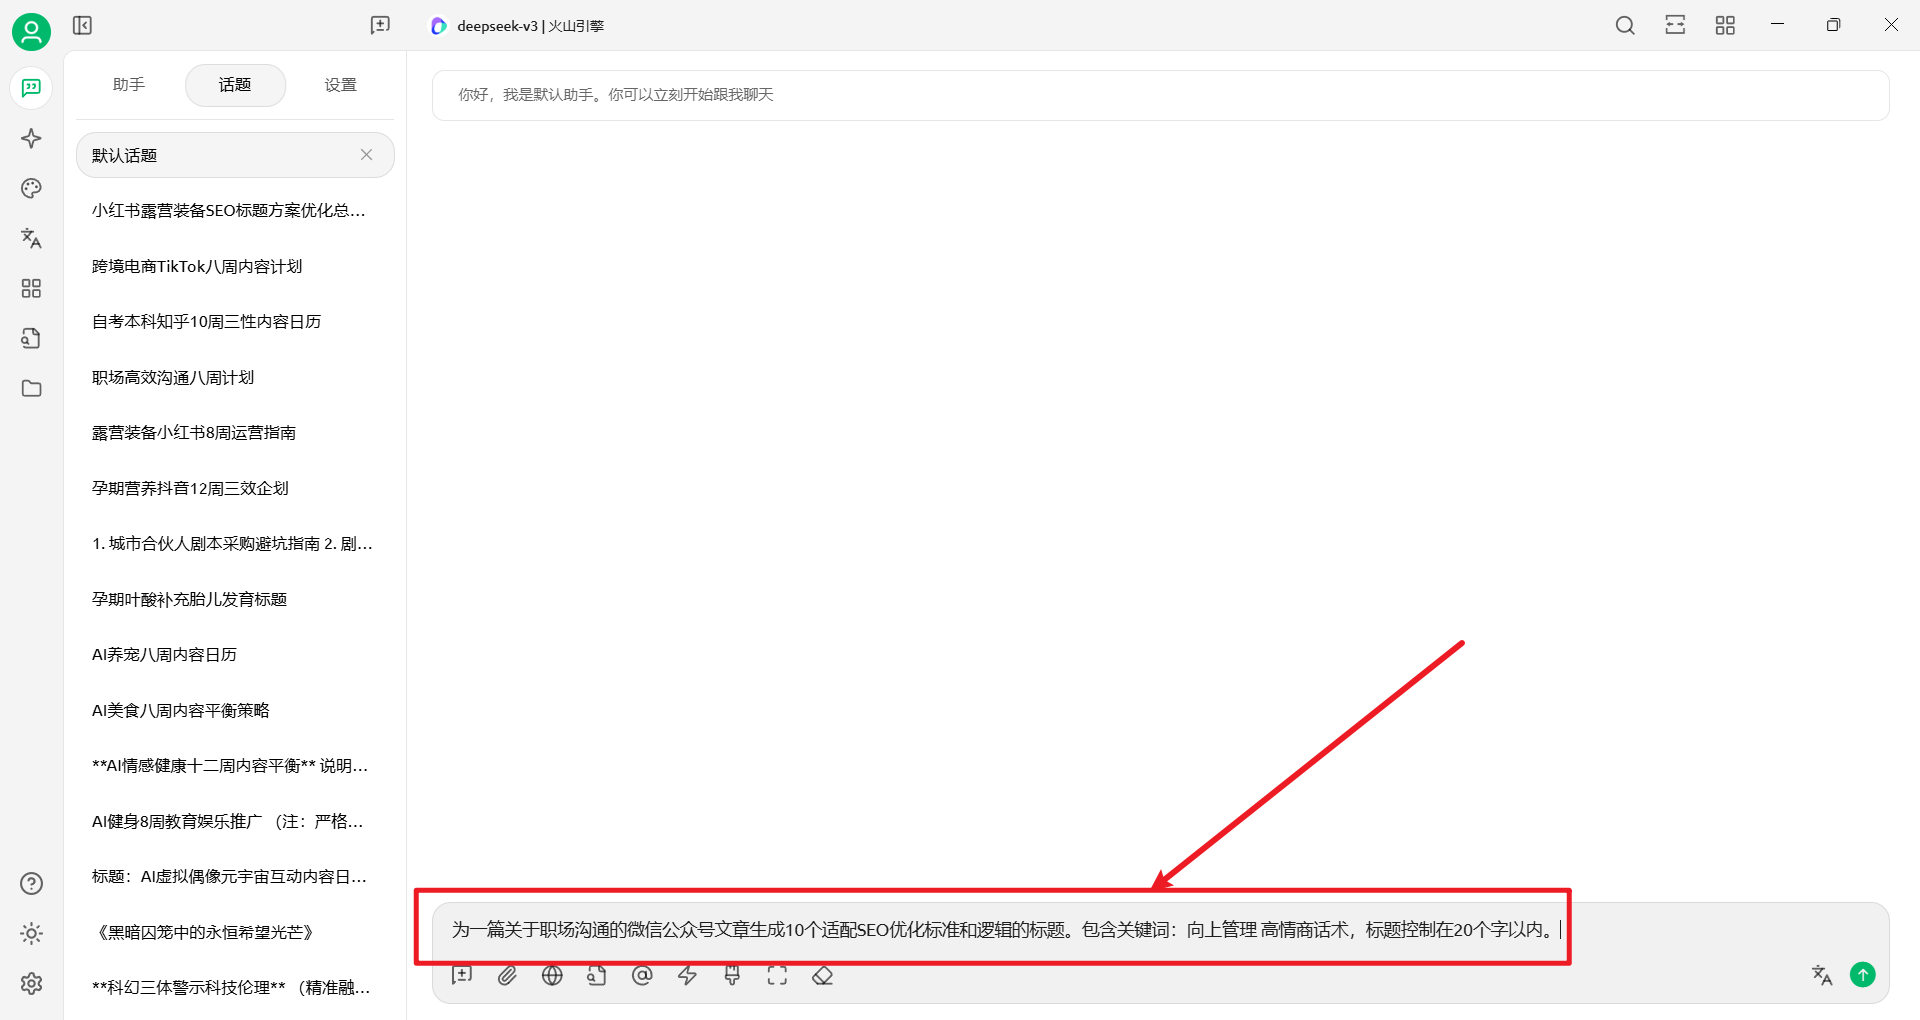 deepseek-v3 | 火山引擎
助手
话题
设置
默认话题
小红书露营装备SEO标题方案优化总...
跨境电商TikTok八周内容计划
自考本科知乎10周三性内容日历
职场高效沟通八周计划
露营装备小红书8周运营指南
孕期营养抖音12周三效企划
1. 城市合伙人剧本采购避坑指南 2. 剧...
孕期叶酸补充胎儿发育标题
AI养宠八周内容日历
AI美食八周内容平衡策略
**AI情感健康十二周内容平衡** 说明...
AI健身8周教育娱乐推广 （注：严格...
标题：AI虚拟偶像元宇宙互动内容日...
《黑暗囚笼中的永恒希望光芒》
**科幻三体警示科技伦理** （精准融...
你好，我是默认助手。你可以立刻开始跟我聊天
为一篇关于职场沟通的微信公众号文章生成10个适配SEO优化标准和逻辑的标题。包含关键词：向上管理 高情商话术，标题控制在20个字以内。